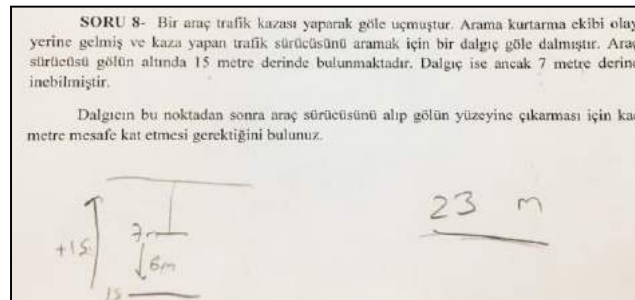 SORU 8- Bir araç trafik kazası yaparak göle uçmuştur. Arama kurtarma ekibi olay
yerine gelmiş ve kaza yapan trafik sürücüsünü aramak için bir dalgıç göle dalmıştır. Araç
sürücüsü gölün altında 15 metre derinde bulunmaktadır. Dalgıç ise ancak 7 metre derine
inebilmiştir.
Dalgıcın bu noktadan sonra araç sürücüsünü alıp gölün yüzeyine çıkarması için kaç
metre mesafe kat etmesi gerektiğini bulunuz.
23 m
7m
+15
8m
15